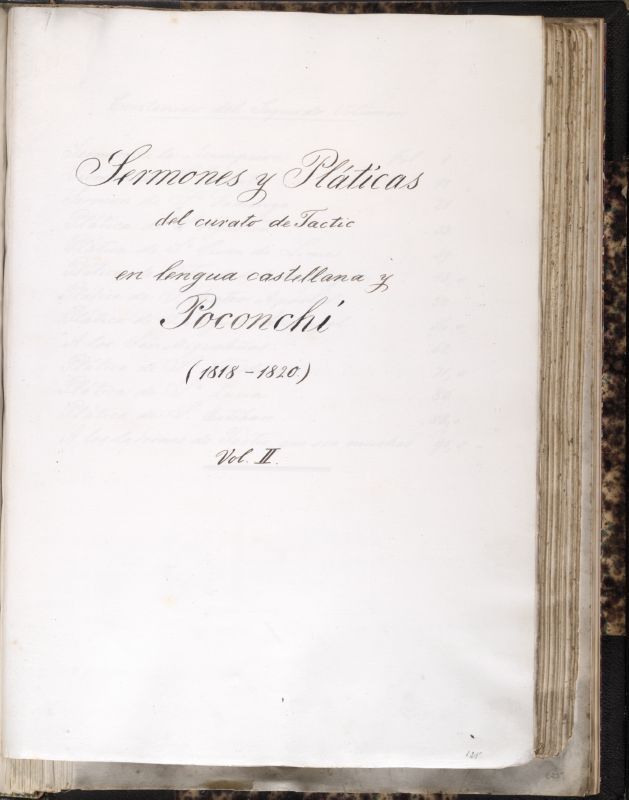 Sermones y Pláticas
del curato de Tactic
en lengua castellana y
Poconchí
(1818 - 1820)
Vol. II.